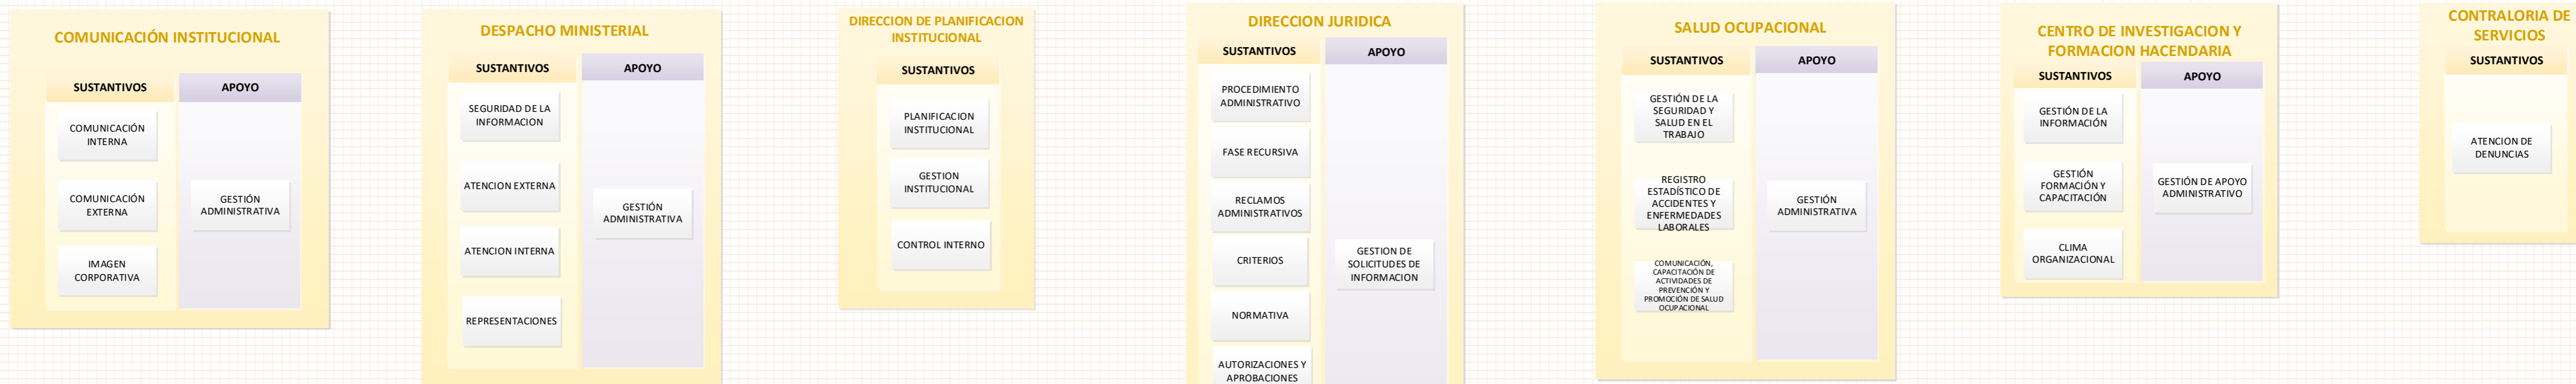 COMUNICACIÓN INSTITUCIONAL
SUSTANTIVOS
COMUNICACIÓN
INTERNA
COMUNICACIÓN
EXTERNA
IMAGEN
CORPORATIVA
APOYO
GESTIÓN
ADMINISTRATIVA
DESPACHO MINISTERIAL
SUSTANTIVOS
SEGURIDAD DE LA
INFORMACION
ATENCION EXTERNA
ATENCION INTERNA
REPRESENTACIONES
APOYO
GESTIÓN
ADMINISTRATIVA
DIRECCION DE PLANIFICACION
INSTITUCIONAL
SUSTANTIVOS
PLANIFICACION
INSTITUCIONAL
GESTION
INSTITUCIONAL
CONTROL INTERNO
DIRECCION JURIDICA
SUSTANTIVOS
PROCEDIMIENTO
ADMINISTRATIVO
FASE RECURSIVA
RECLAMOS
ADMINISTRATIVOS
CRITERIOS
NORMATIVA
AUTORIZACIONES Y
APROBACIONES
APOYO
GESTION DE
SOLICITUDES DE
INFORMACION
SALUD OCUPACIONAL
SUSTANTIVOS
GESTIÓN DE LA
SEGURIDAD Y
SALUD EN EL
TRABAJO
REGISTRO
ESTADÍSTICO DE
ACCIDENTES Y
ENFERMEDADES
LABORALES
COMUNICACIÓN,
CAPACITACIÓN DE
ACTIVIDADES DE
PREVENCIÓN Y
PROMOCIÓN DE SALUD
OCUPACIONAL
APOYO
GESTIÓN
ADMINISTRATIVA
CENTRO DE INVESTIGACION Y
FORMACION HACENDARIA
SUSTANTIVOS
GESTIÓN DE LA
INFORMACIÓN
GESTIÓN
FORMACIÓN Y
CAPACITACIÓN
CLIMA
ORGANIZACIONAL
APOYO
GESTIÓN DE APOYO
ADMINISTRATIVO
CONTRALORIA DE
SERVICIOS
SUSTANTIVOS
ATENCION DE
DENUNCIAS